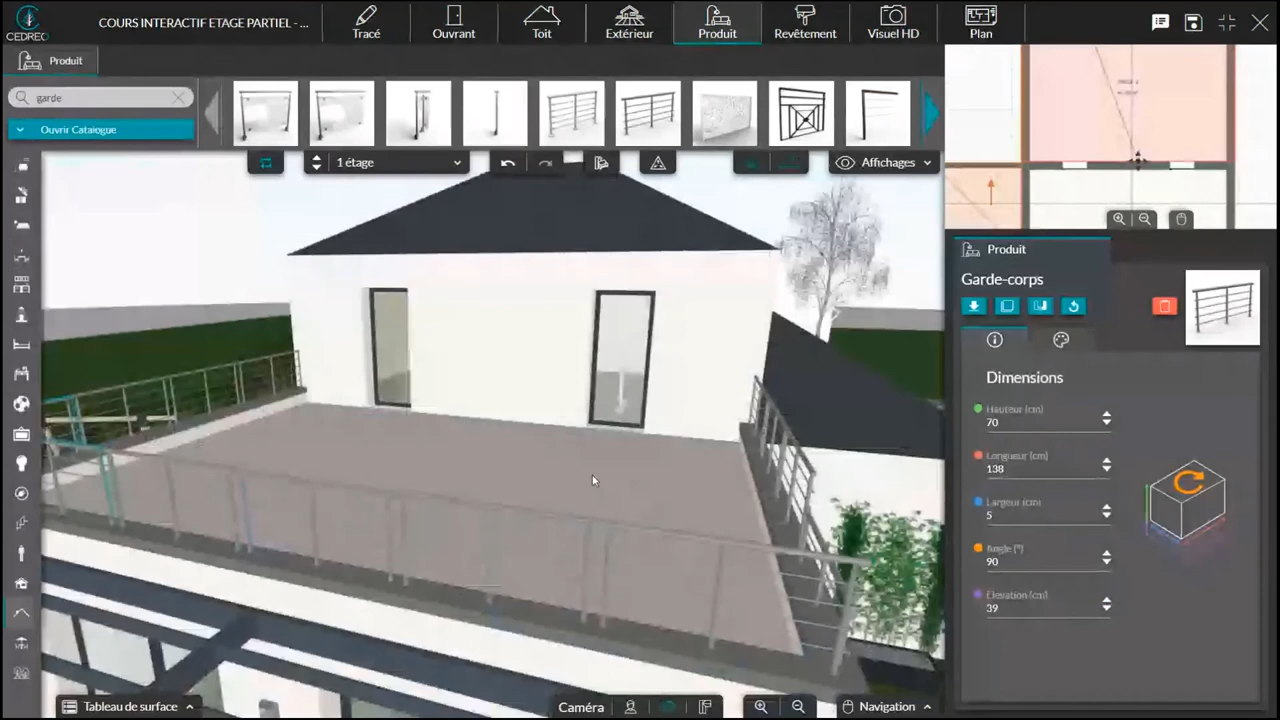 CEDREO
COURS INTERACTIF ETAGE PARTIEL - ...
Tracé
Ouvrant
Toit
Extérieur
Produit
Revêtement
Visuel HD
Plan
Produit
garde
Ouvrir Catalogue
1 étage
Affichages
Produit
Garde-corps
Dimensions
Hauteur (cm)
70
Longueur (cm)
138
Largeur (cm)
5
Angle (°)
90
Elévation (cm)
39
Tableau de surface
Caméra
Navigation